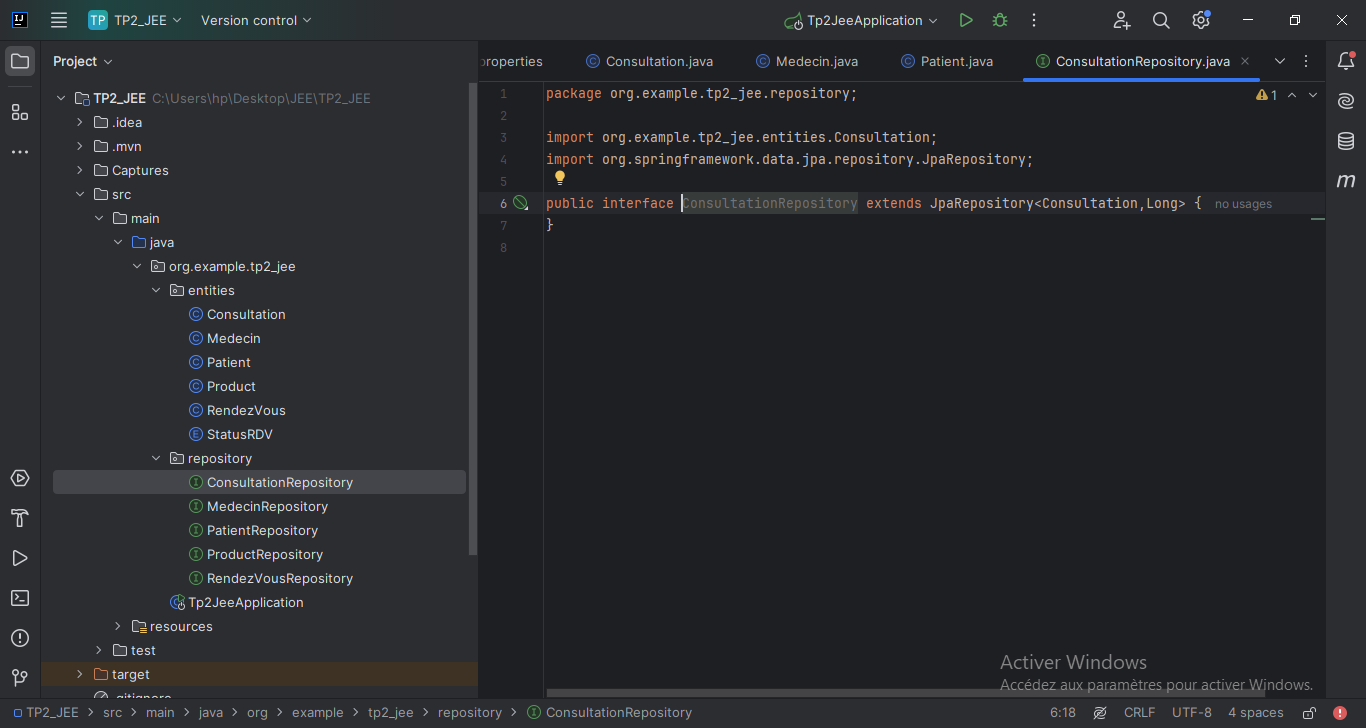 TP TP2_JEE Version control Tp2JeeApplication
Project
roperties Consultation.java Medecin.java Patient.java ConsultationRepository.java
TP2_JEE C:\Users\hp\Desktop\JEE\TP2_JEE
.idea
.mvn
Captures
src
main
java
org.example.tp2_jee
entities
Consultation
Medecin
Patient
Product
RendezVous
StatusRDV
repository
ConsultationRepository
MedecinRepository
PatientRepository
ProductRepository
RendezVousRepository
Tp2JeeApplication
resources
test
target
.gitignore
1 package org.example.tp2_jee.repository;
2
3 import org.example.tp2_jee.entities.Consultation;
4 import org.springframework.data.jpa.repository.JpaRepository;
5
6 public interface ConsultationRepository extends JpaRepository<Consultation,Long> { no usages
7 }
8
1
Activer Windows
Accédez aux paramètres pour activer Windows.
TP2_JEE > src > main > java > org > example > tp2_jee > repository > ConsultationRepository 6:18 CRLF UTF-8 4 spaces